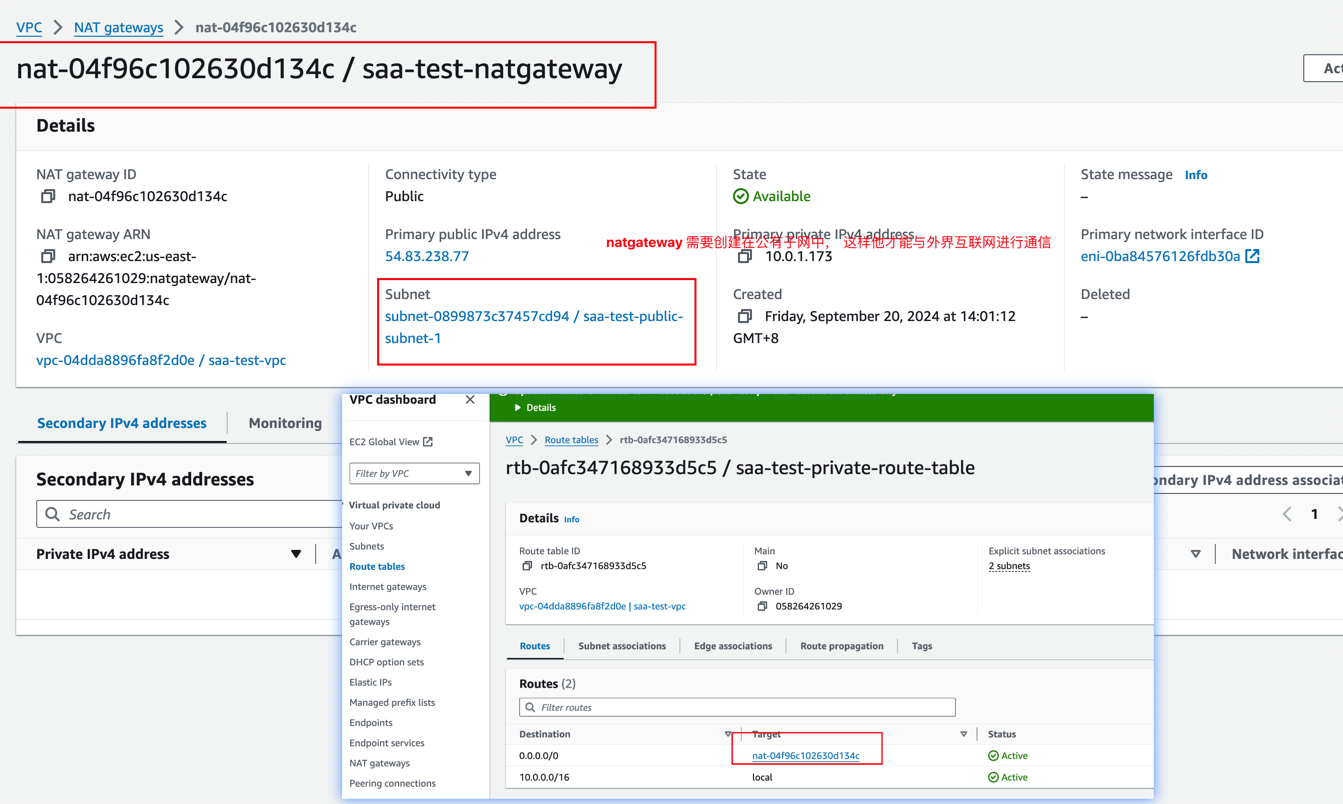 VPC > NAT gateways > nat-04f96c102630d134c
nat-04f96c102630d134c / saa-test-natgateway
Details
NAT gateway ID
nat-04f96c102630d134c
Connectivity type
Public
State
Available
State message Info
–
NAT gateway ARN
arn:aws:ec2:us-east-
1:058264261029:natgateway/nat-
04f96c102630d134c
Primary public IPv4 address
54.83.238.77
Primary private IPv4 address
10.0.1.173
natgateway 需要创建在公有子网中， 这样他才能与外界互联网进行通信
Primary network interface ID
eni-0ba84576126fdb30a
VPC
vpc-04dda8896fa8f2d0e / saa-test-vpc
Subnet
subnet-0899873c37457cd94 / saa-test-public-
subnet-1
Created
Friday, September 20, 2024 at 14:01:12
GMT+8
Deleted
–
Secondary IPv4 addresses
Monitoring
Secondary IPv4 addresses
Search
Private IPv4 address
1
VPC dashboard
EC2 Global View
Filter by VPC
Virtual private cloud
Your VPCs
Subnets
Route tables
Internet gateways
Egress-only internet
gateways
Carrier gateways
DHCP option sets
Elastic IPs
Managed prefix lists
Endpoints
Endpoint services
NAT gateways
Peering connections
Details
VPC > Route tables > rtb-0afc347168933d5c5
rtb-0afc347168933d5c5 / saa-test-private-route-table
Details Info
Route table ID
rtb-0afc347168933d5c5
Main
No
Explicit subnet associations
2 subnets
VPC
vpc-04dda8896fa8f2d0e | saa-test-vpc
Owner ID
058264261029
Routes
Subnet associations
Edge associations
Route propagation
Tags
Routes (2)
Filter routes
Destination Target Status
0.0.0.0/0 nat-04f96c102630d134c Active
10.0.0.0/16 local Active